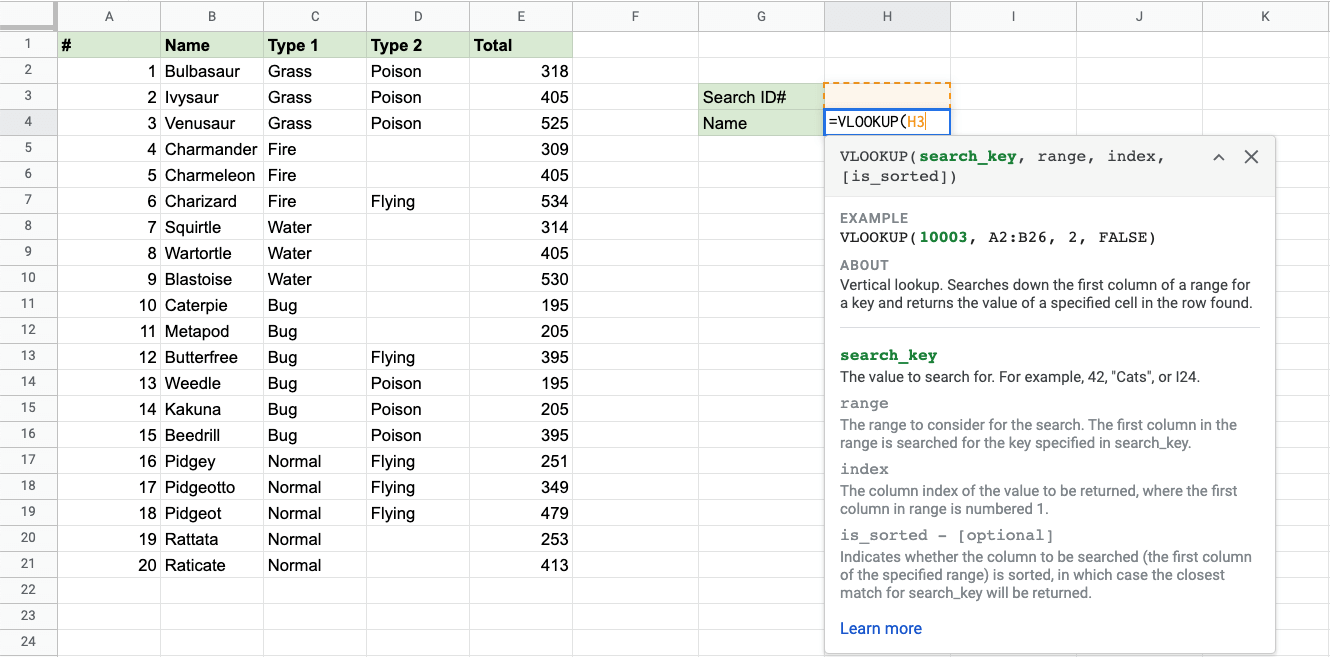 A B C D E F G H I J K
1 # Name Type 1 Type 2 Total
2 1 Bulbasaur Grass Poison 318
3 2 Ivysaur Grass Poison 405 Search ID#
4 3 Venusaur Grass Poison 525 Name =VLOOKUP(H3
5 4 Charmander Fire 309
6 5 Charmeleon Fire 405
7 6 Charizard Fire Flying 534
8 7 Squirtle Water 314
9 8 Wartortle Water 405
10 9 Blastoise Water 530
11 10 Caterpie Bug 195
12 11 Metapod Bug 205
13 12 Butterfree Bug Flying 395
14 13 Weedle Bug Poison 195
15 14 Kakuna Bug Poison 205
16 15 Beedrill Bug Poison 395
17 16 Pidgey Normal Flying 251
18 17 Pidgeotto Normal Flying 349
19 18 Pidgeot Normal Flying 479
20 19 Rattata Normal 253
21 20 Raticate Normal 413
22
23
24
VLOOKUP(search_key, range, index,
[is_sorted])
EXAMPLE
VLOOKUP(10003, A2:B26, 2, FALSE)
ABOUT
Vertical lookup. Searches down the first column of a range for
a key and returns the value of a specified cell in the row found.
search_key
The value to search for. For example, 42, "Cats", or I24.
range
The range to consider for the search. The first column in the
range is searched for the key specified in search_key.
index
The column index of the value to be returned, where the first
column in range is numbered 1.
is_sorted - [optional]
Indicates whether the column to be searched (the first column
of the specified range) is sorted, in which case the closest
match for search_key will be returned.
Learn more